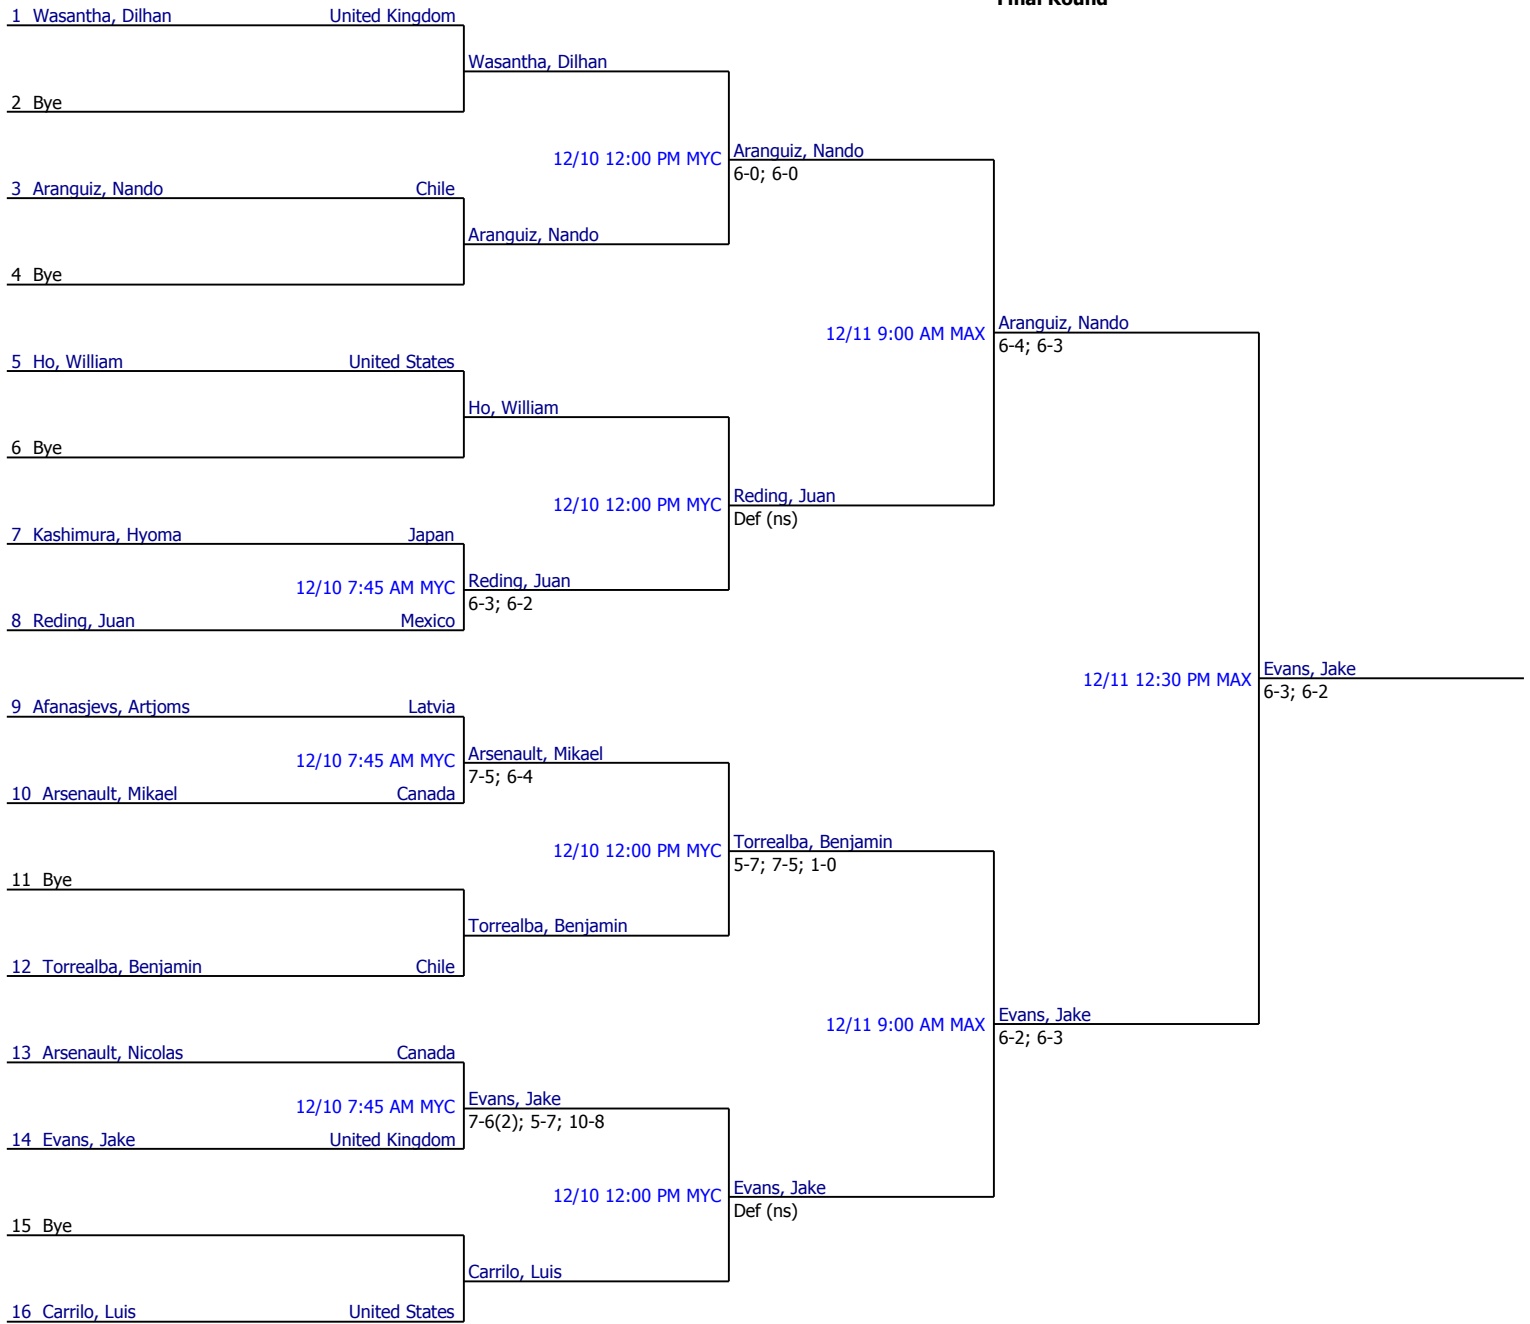 Final Round
1 Wasantha, Dilhan United Kingdom
Wasantha, Dilhan
2 Bye
12/10 12:00 PM MYC Aranguiz, Nando
6-0; 6-0
3 Aranguiz, Nando Chile
Aranguiz, Nando
4 Bye
12/11 9:00 AM MAX Aranguiz, Nando
6-4; 6-3
5 Ho, William United States
Ho, William
6 Bye
12/10 12:00 PM MYC Reding, Juan
Def (ns)
7 Kashimura, Hyoma Japan
12/10 7:45 AM MYC Reding, Juan
6-3; 6-2
8 Reding, Juan Mexico
12/11 12:30 PM MAX Evans, Jake
6-3; 6-2
9 Afanasjevs, Artjoms Latvia
12/10 7:45 AM MYC Arsenault, Mikael
7-5; 6-4
10 Arsenault, Mikael Canada
12/10 12:00 PM MYC Torrealba, Benjamin
5-7; 7-5; 1-0
11 Bye
Torrealba, Benjamin
12 Torrealba, Benjamin Chile
12/11 9:00 AM MAX Evans, Jake
6-2; 6-3
13 Arsenault, Nicolas Canada
12/10 7:45 AM MYC Evans, Jake
7-6(2); 5-7; 10-8
14 Evans, Jake United Kingdom
12/10 12:00 PM MYC Evans, Jake
Def (ns)
15 Bye
Carrilo, Luis
16 Carrilo, Luis United States